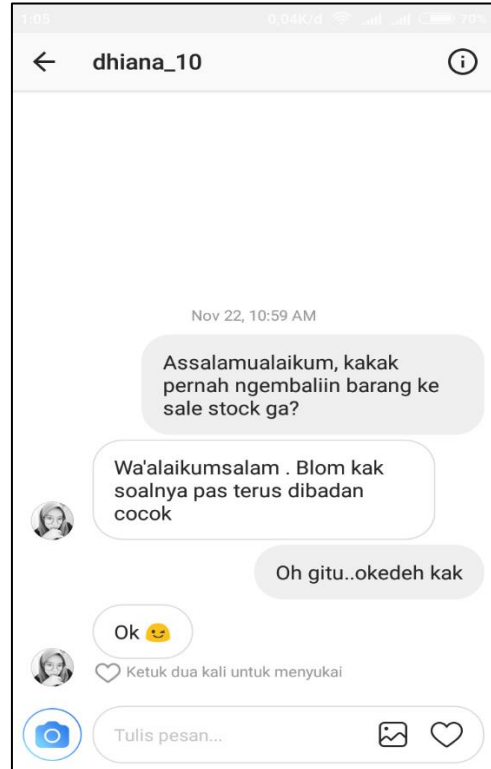 1:05 0,04K/d 70%
dhiana_10
Nov 22, 10:59 AM
Assalamualaikum, kakak
pernah ngembaliin barang ke
sale stock ga?
Wa'alaikumsalam . Blom kak
soalnya pas terus dibadan
cocok
Oh gitu..okedeh kak
Ok 😉
Ketuk dua kali untuk menyukai
Tulis pesan...